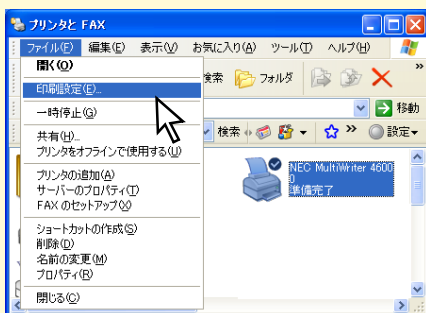 プリンタと FAX
ファイル(F) 編集(E) 表示(V) お気に入り(A) ツール(T) ヘルプ(H)
開く(O)
印刷設定(E)...
一時停止(G)
共有(H)...
プリンタをオフラインで使用する(U)
プリンタの追加(A)
サーバーのプロパティ(T)
FAX のセットアップ(X)
ショートカットの作成(S)
削除(D)
名前の変更(M)
プロパティ(R)
閉じる(C)
検索 フォルダ »
移動
検索 » 設定
NEC MultiWriter 4600
0
準備完了